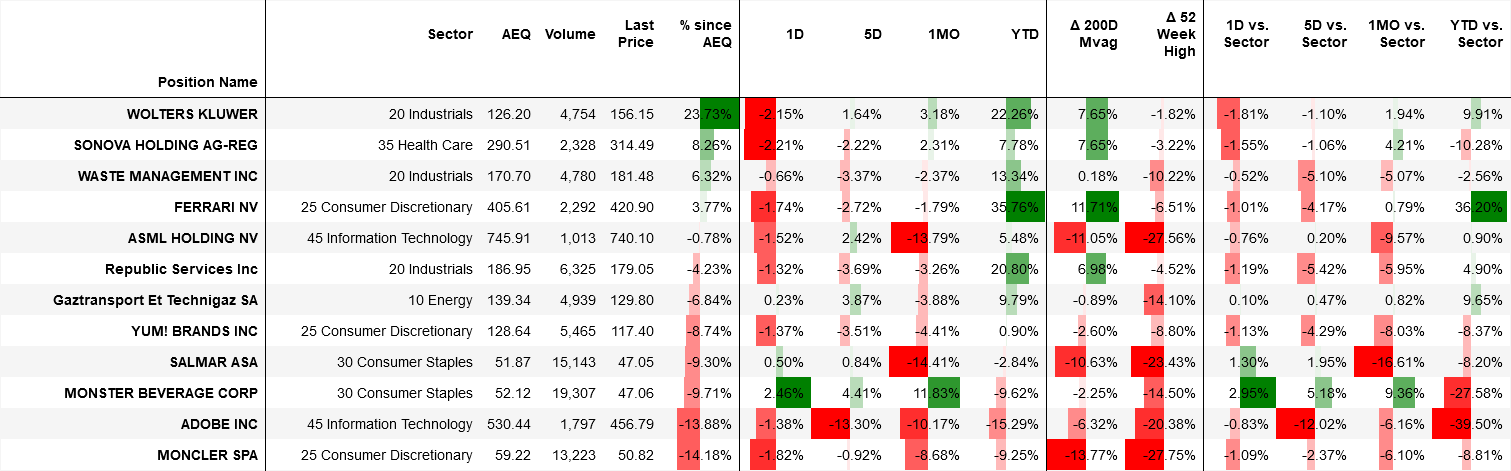 Position Name Sector AEQ Volume Last Price % since AEQ 1D 5D 1MO YTD Δ 200D Mvag Δ 52 Week High 1D vs. Sector 5D vs. Sector 1MO vs. Sector YTD vs. Sector
WOLTERS KLUWER 20 Industrials 126.20 4,754 156.15 23.73% -2.15% 1.64% 3.18% 22.26% 7.65% -1.82% -1.81% -1.10% 1.94% 9.91%
SONOVA HOLDING AG-REG 35 Health Care 290.51 2,328 314.49 8.26% -2.21% -2.22% 2.31% 7.78% 7.65% -3.22% -1.55% -1.06% 4.21% -10.28%
WASTE MANAGEMENT INC 20 Industrials 170.70 4,780 181.48 6.32% -0.66% -3.37% -2.37% 13.34% 0.18% -10.22% -0.52% -5.10% -5.07% -2.56%
FERRARI NV 25 Consumer Discretionary 405.61 2,292 420.90 3.77% -1.74% -2.72% -1.79% 35.76% 11.71% -6.51% -1.01% -4.17% 0.79% 36.20%
ASML HOLDING NV 45 Information Technology 745.91 1,013 740.10 -0.78% -1.52% 2.42% -13.79% 5.48% -11.05% -27.56% -0.76% 0.20% -9.57% 0.90%
Republic Services Inc 20 Industrials 186.95 6,325 179.05 -4.23% -1.32% -3.69% -3.26% 20.80% 6.98% -4.52% -1.19% -5.42% -5.95% 4.90%
Gaztransport Et Technigaz SA 10 Energy 139.34 4,939 129.80 -6.84% 0.23% 3.87% -3.88% 9.79% -0.89% -14.10% 0.10% 0.47% 0.82% 9.65%
YUM! BRANDS INC 25 Consumer Discretionary 128.64 5,465 117.40 -8.74% -1.37% -3.51% -4.41% 0.90% -2.60% -8.80% -1.13% -4.29% -8.03% -8.37%
SALMAR ASA 30 Consumer Staples 51.87 15,143 47.05 -9.30% 0.50% 0.84% -14.41% -2.84% -10.63% -23.43% 1.30% 1.95% -16.61% -8.20%
MONSTER BEVERAGE CORP 30 Consumer Staples 52.12 19,307 47.06 -9.71% 2.46% 4.41% 11.83% -9.62% -2.25% -14.50% 2.95% 5.18% 9.36% -27.58%
ADOBE INC 45 Information Technology 530.44 1,797 456.79 -13.88% -1.38% -13.30% -10.17% -15.29% -6.32% -20.38% -0.83% -12.02% -6.16% -39.50%
MONCLER SPA 25 Consumer Discretionary 59.22 13,223 50.82 -14.18% -1.82% -0.92% -8.68% -9.25% -13.77% -27.75% -1.09% -2.37% -6.10% -8.81%